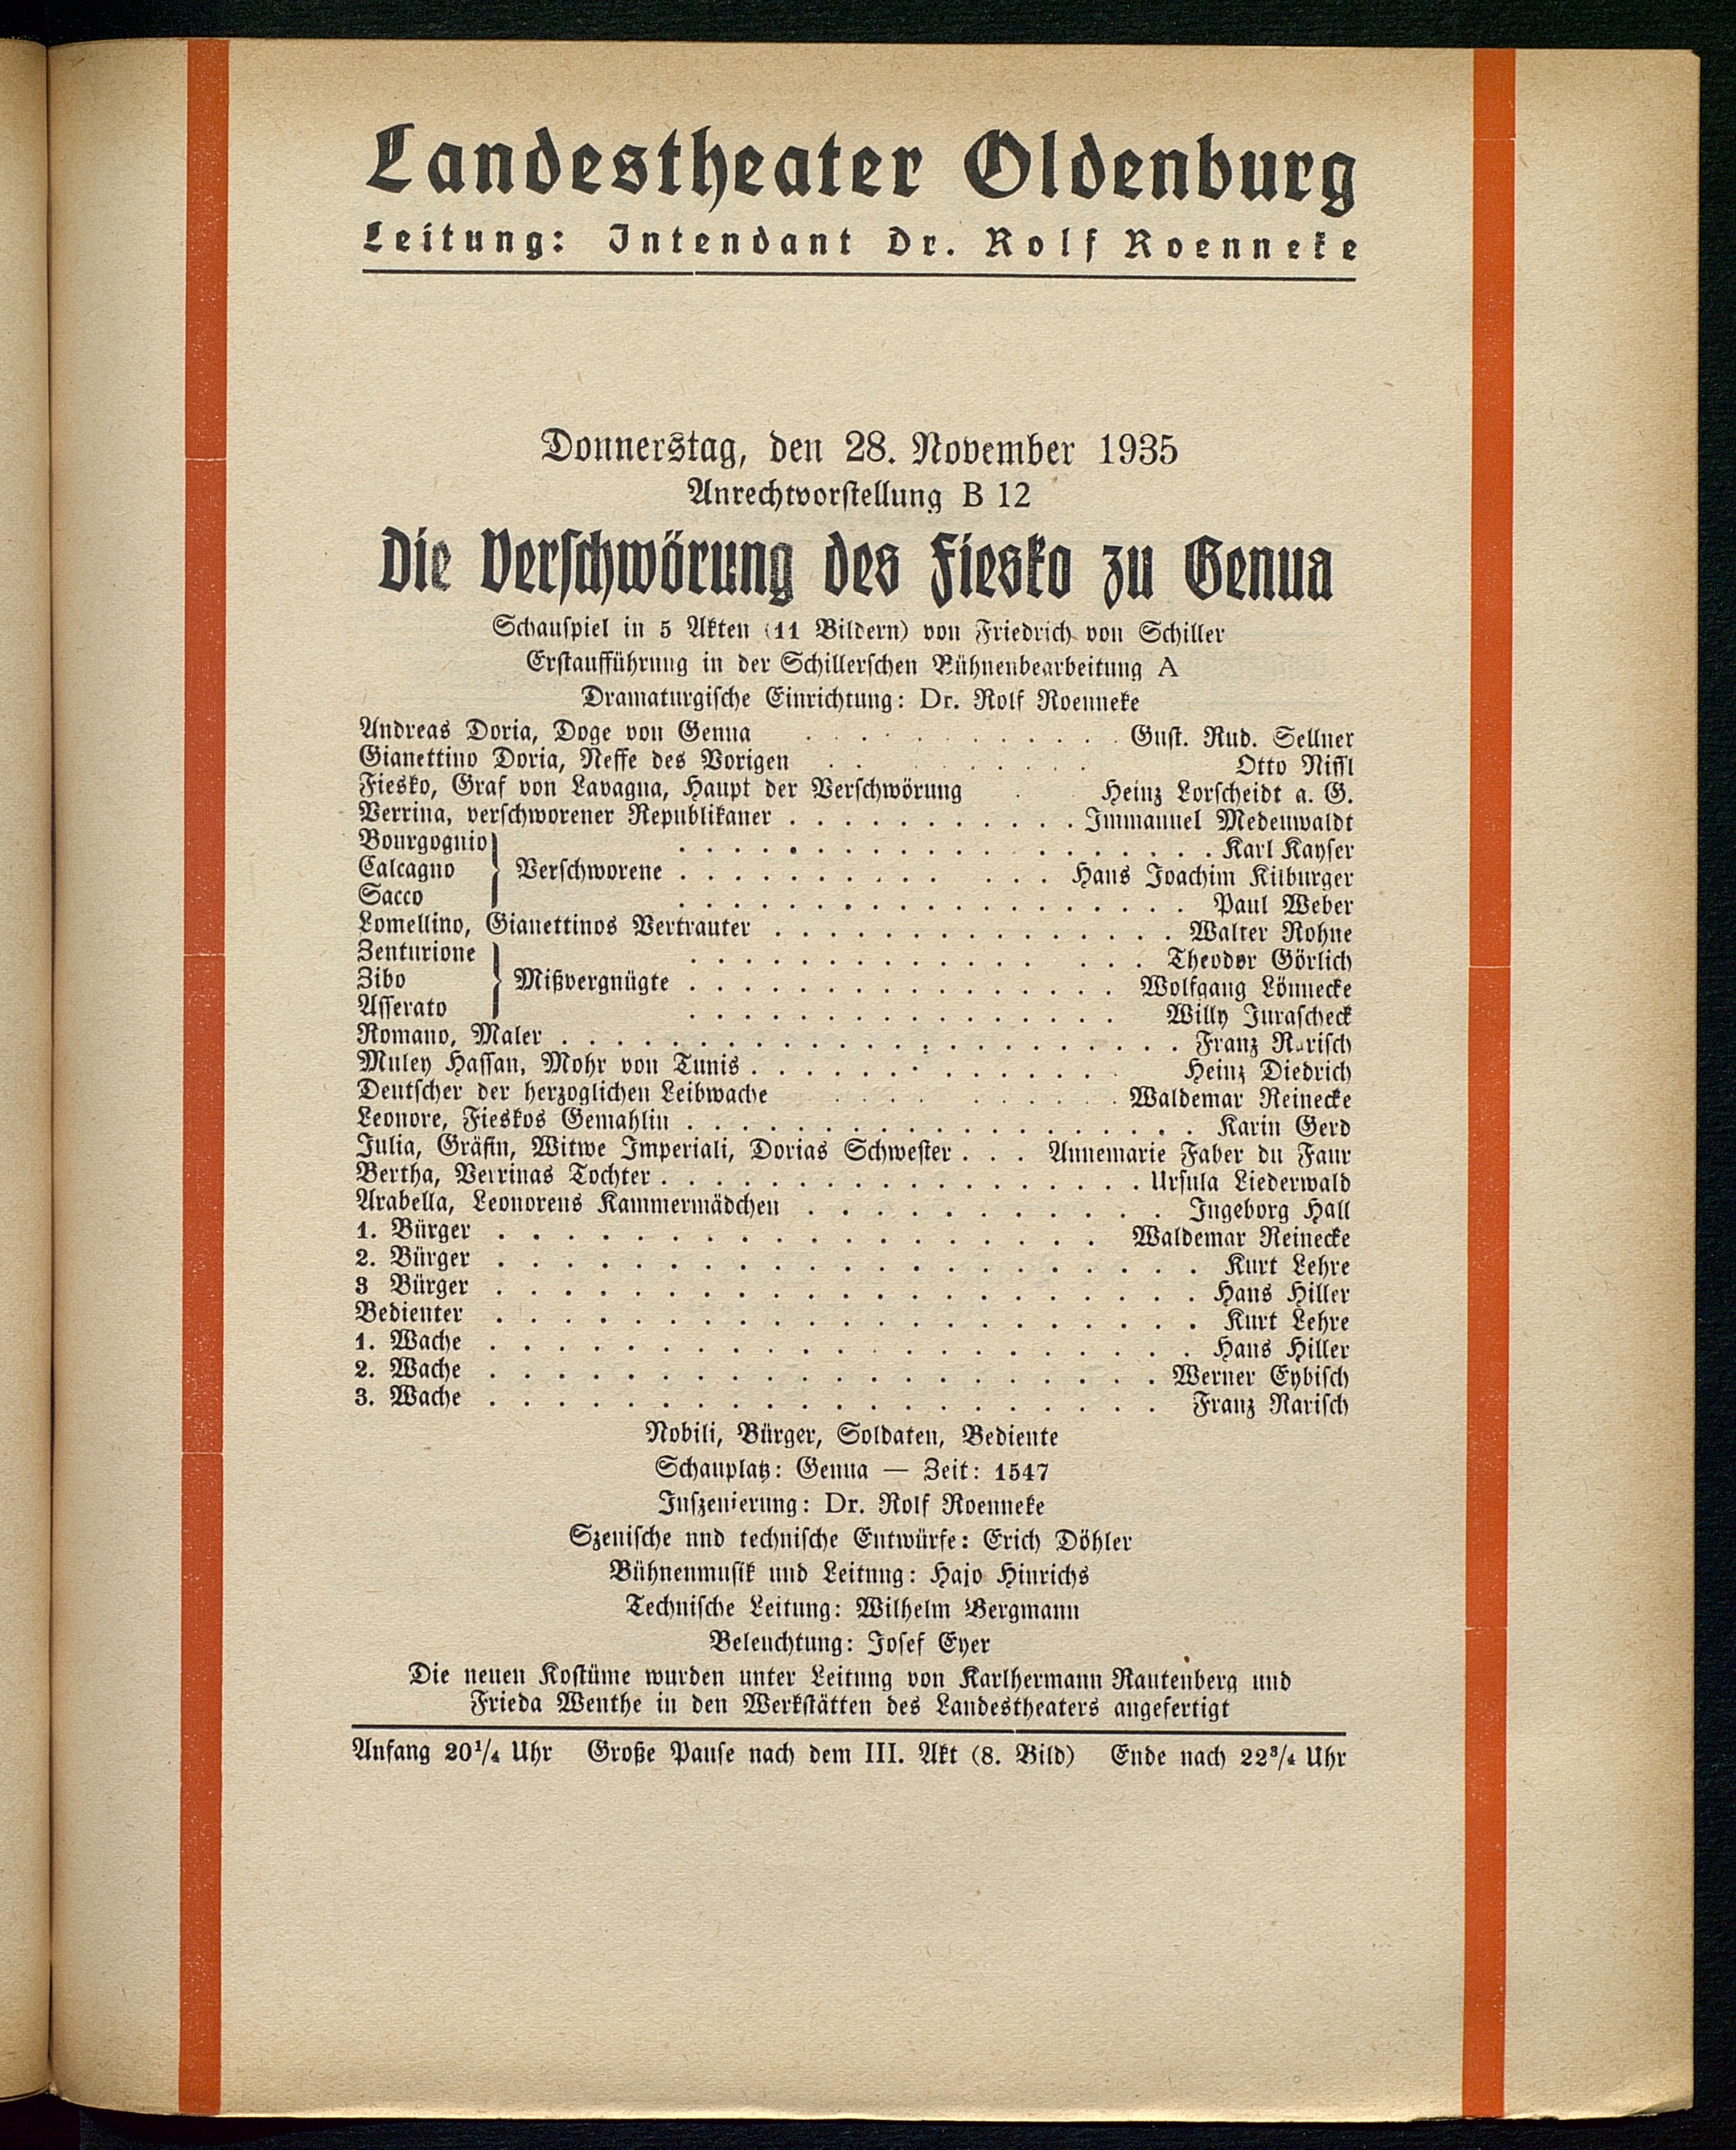 Landestheater Oldenburg
Leitung: Intendant Dr. Rolf Roenneke
Donnerstag, den 28. November 1935
Anrechtvorstellung B 12
Die Verschwörung des Fiesko zu Genua
Schauspiel in 5 Akten (11 Bildern) von Friedrich von Schiller
Erstaufführung in der Schillerschen Bühnenbearbeitung A
Dramaturgische Einrichtung: Dr. Rolf Roenneke
Andreas Doria, Doge von Genua . . . . . . . . . . . Gust. Rud. Sellner
Gianettino Doria, Neffe des Vorigen . . . . . . . . . Otto Nissl
Fiesko, Graf von Lavagna, Haupt der Verschwörung . . Heinz Lorscheidt a. G.
Verrina, verschworener Republikaner . . . . . . . . . . . Immanuel Medenwaldt
Bourgognio . . . . . . . . . . . . . . . . . . . Karl Kayser
Calcagno } Verschworene . . . . . . . . . . . . . Hans Joachim Kilburger
Sacco . . . . . . . . . . . . . . . . . . . Paul Weber
Lomellino, Gianettinos Vertrauter . . . . . . . . . . . . . . . Walter Rohne
Zenturione . . . . . . . . . . . . . . . . Theodor Görlich
Zibo } Mißvergnügte . . . . . . . . . . . . . . . . Wolfgang Lönnecke
Asserato . . . . . . . . . . . . . . . . Willy Jurascheck
Romano, Maler . . . . . . . . . . . . . . . . . . . . . . . Franz Rarisch
Muley Hassan, Mohr von Tunis . . . . . . . . . . . . . . Heinz Diedrich
Deutscher der herzoglichen Leibwache . . . . . . . . . . Waldemar Reinecke
Leonore, Fieskos Gemahlin . . . . . . . . . . . . . . . . . . . Karin Gerd
Julia, Gräfin, Witwe Imperiali, Dorias Schwester . . . Annemarie Faber du Faur
Bertha, Verrinas Tochter . . . . . . . . . . . . . . . . . . Ursula Liederwald
Arabella, Leonorens Kammermädchen . . . . . . . . . . . . . Ingeborg Hall
1. Bürger . . . . . . . . . . . . . . . . . . Waldemar Reinecke
2. Bürger . . . . . . . . . . . . . . . . . . . . . Kurt Lehre
3 Bürger . . . . . . . . . . . . . . . . . . . . . Hans Hiller
Bedienter . . . . . . . . . . . . . . . . . . . . . Kurt Lehre
1. Wache . . . . . . . . . . . . . . . . . . . . . Hans Hiller
2. Wache . . . . . . . . . . . . . . . . . . . . Werner Eybisch
3. Wache . . . . . . . . . . . . . . . . . . . . Franz Rarisch
Nobili, Bürger, Soldaten, Bediente
Schauplatz: Genua — Zeit: 1547
Inszenierung: Dr. Rolf Roenneke
Szenische und technische Entwürfe: Erich Döhler
Bühnenmusik und Leitung: Hajo Hinrichs
Technische Leitung: Wilhelm Bergmann
Beleuchtung: Josef Eyer
Die neuen Kostüme wurden unter Leitung von Karlhermann Rautenberg und
Frieda Wenthe in den Werkstätten des Landestheaters angefertigt
Anfang 20¹/₄ Uhr Große Pause nach dem III. Akt (8. Bild) Ende nach 22³/₄ Uhr